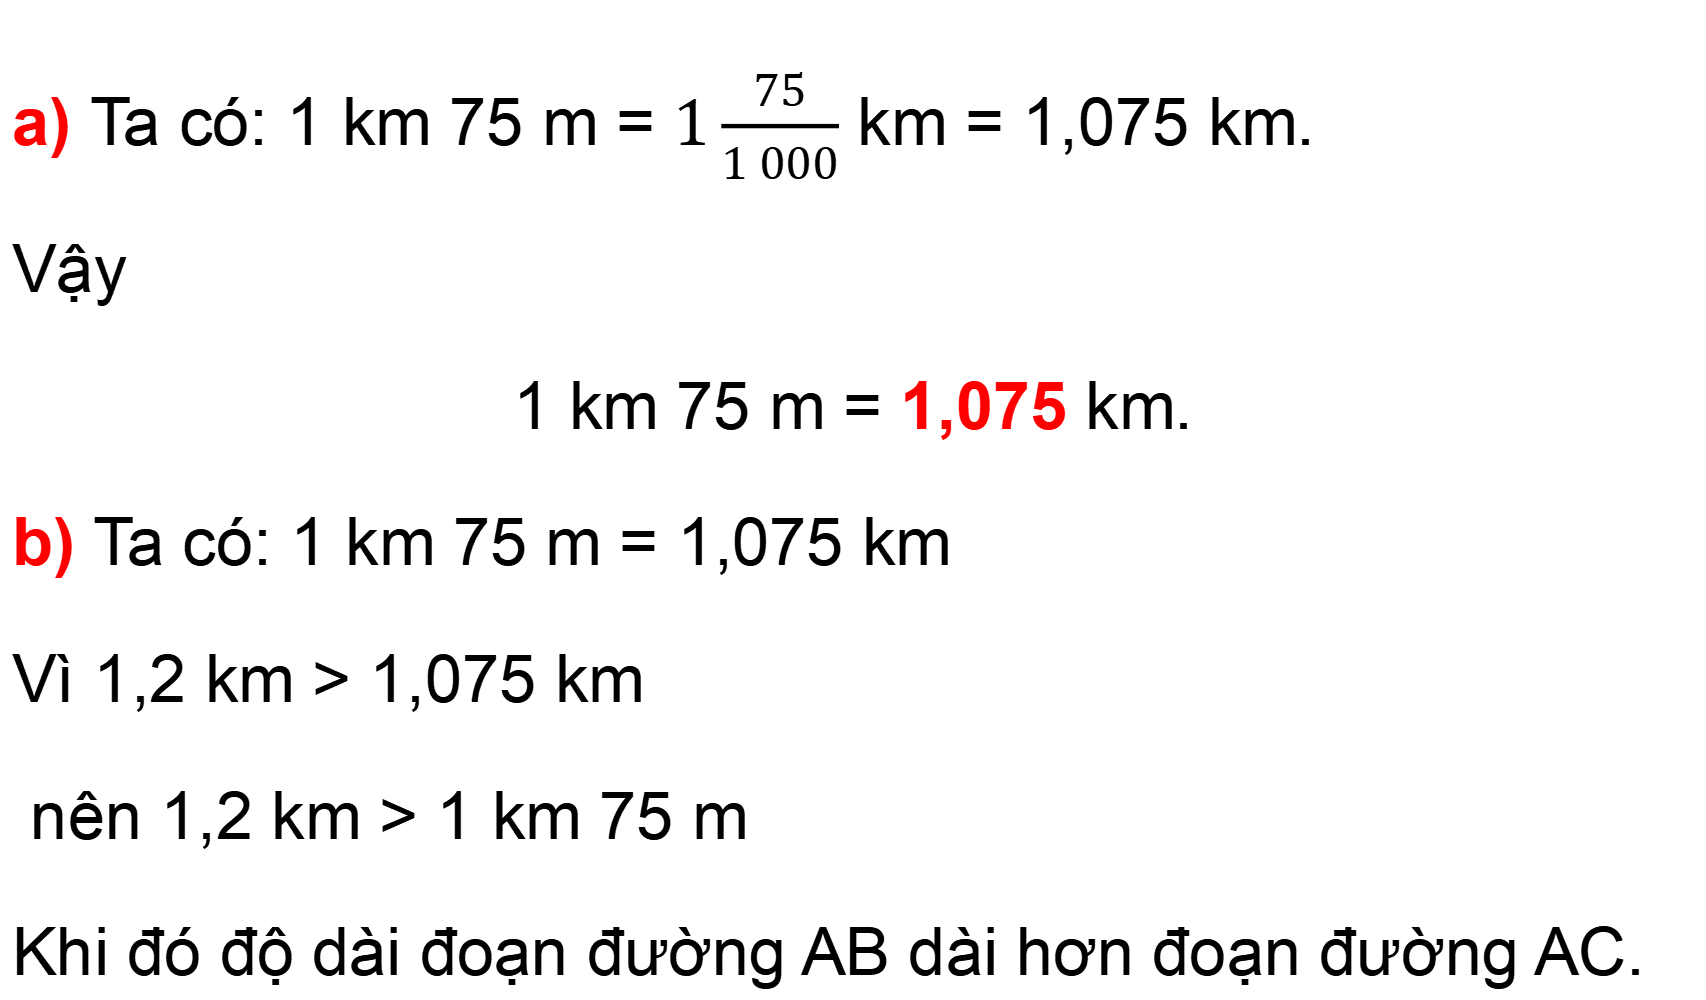 a) Ta có: 1 km 75 m = 1 75/1 000 km = 1,075 km.
Vậy
1 km 75 m = 1,075 km.
b) Ta có: 1 km 75 m = 1,075 km
Vì 1,2 km > 1,075 km
nên 1,2 km > 1 km 75 m
Khi đó độ dài đoạn đường AB dài hơn đoạn đường AC.